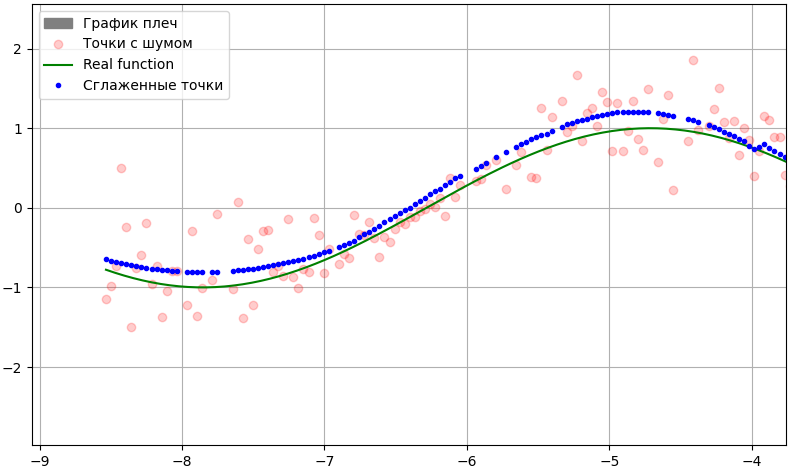 График плеч
Точки с шумом
Real function
Сглаженные точки
2
1
0
−1
−2
−9
−8
−7
−6
−5
−4